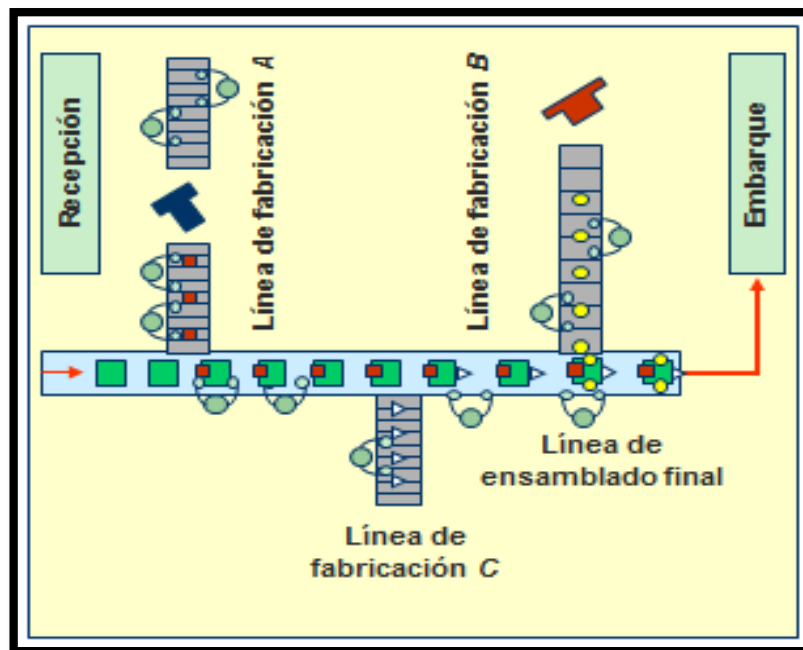 Recepción
Línea de fabricación A
Línea de fabricación B
Embarque
Línea de
ensamblado final
Línea de
fabricación C